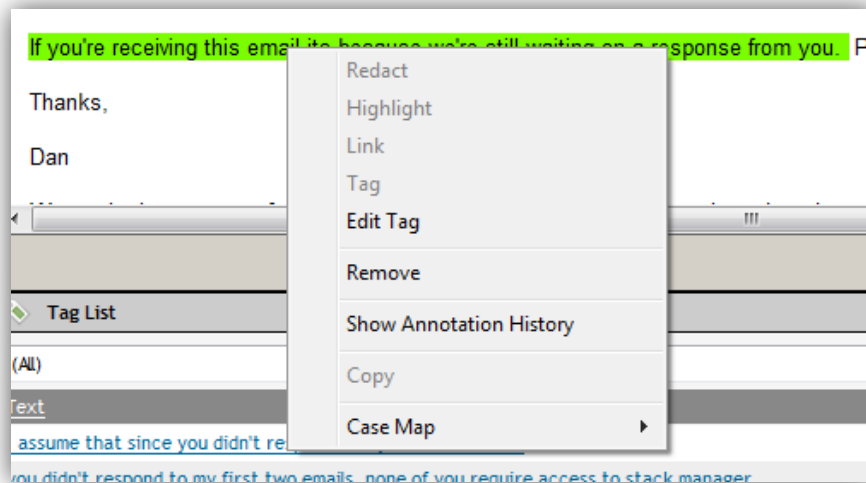 If you're receiving this email its because we're still waiting on a response from you. P
Thanks,
Dan
Redact
Highlight
Link
Tag
Edit Tag
Remove
Show Annotation History
Copy
Case Map
Tag List
(All)
Text
assume that since you didn't
you didn't respond to my first two emails, none of you require access to stack manager